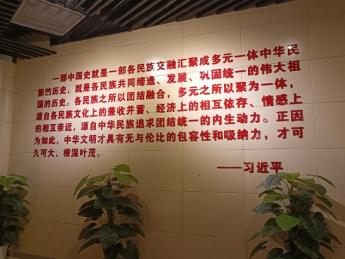 一部中国史就是一部各民族交融汇聚成多元一体中华民
族的历史，就是各民族共同缔造、发展、巩固统一的伟大祖
国的历史。各民族之所以团结融合，多元之所以聚为一体，
源自各民族文化上的兼收并蓄、经济上的相互依存、情感上
的相互亲近，源自中华民族追求团结统一的内生动力。正因
为如此，中华文明才具有无与伦比的包容性和吸纳力，才可
久可大、根深叶茂。
——习近平